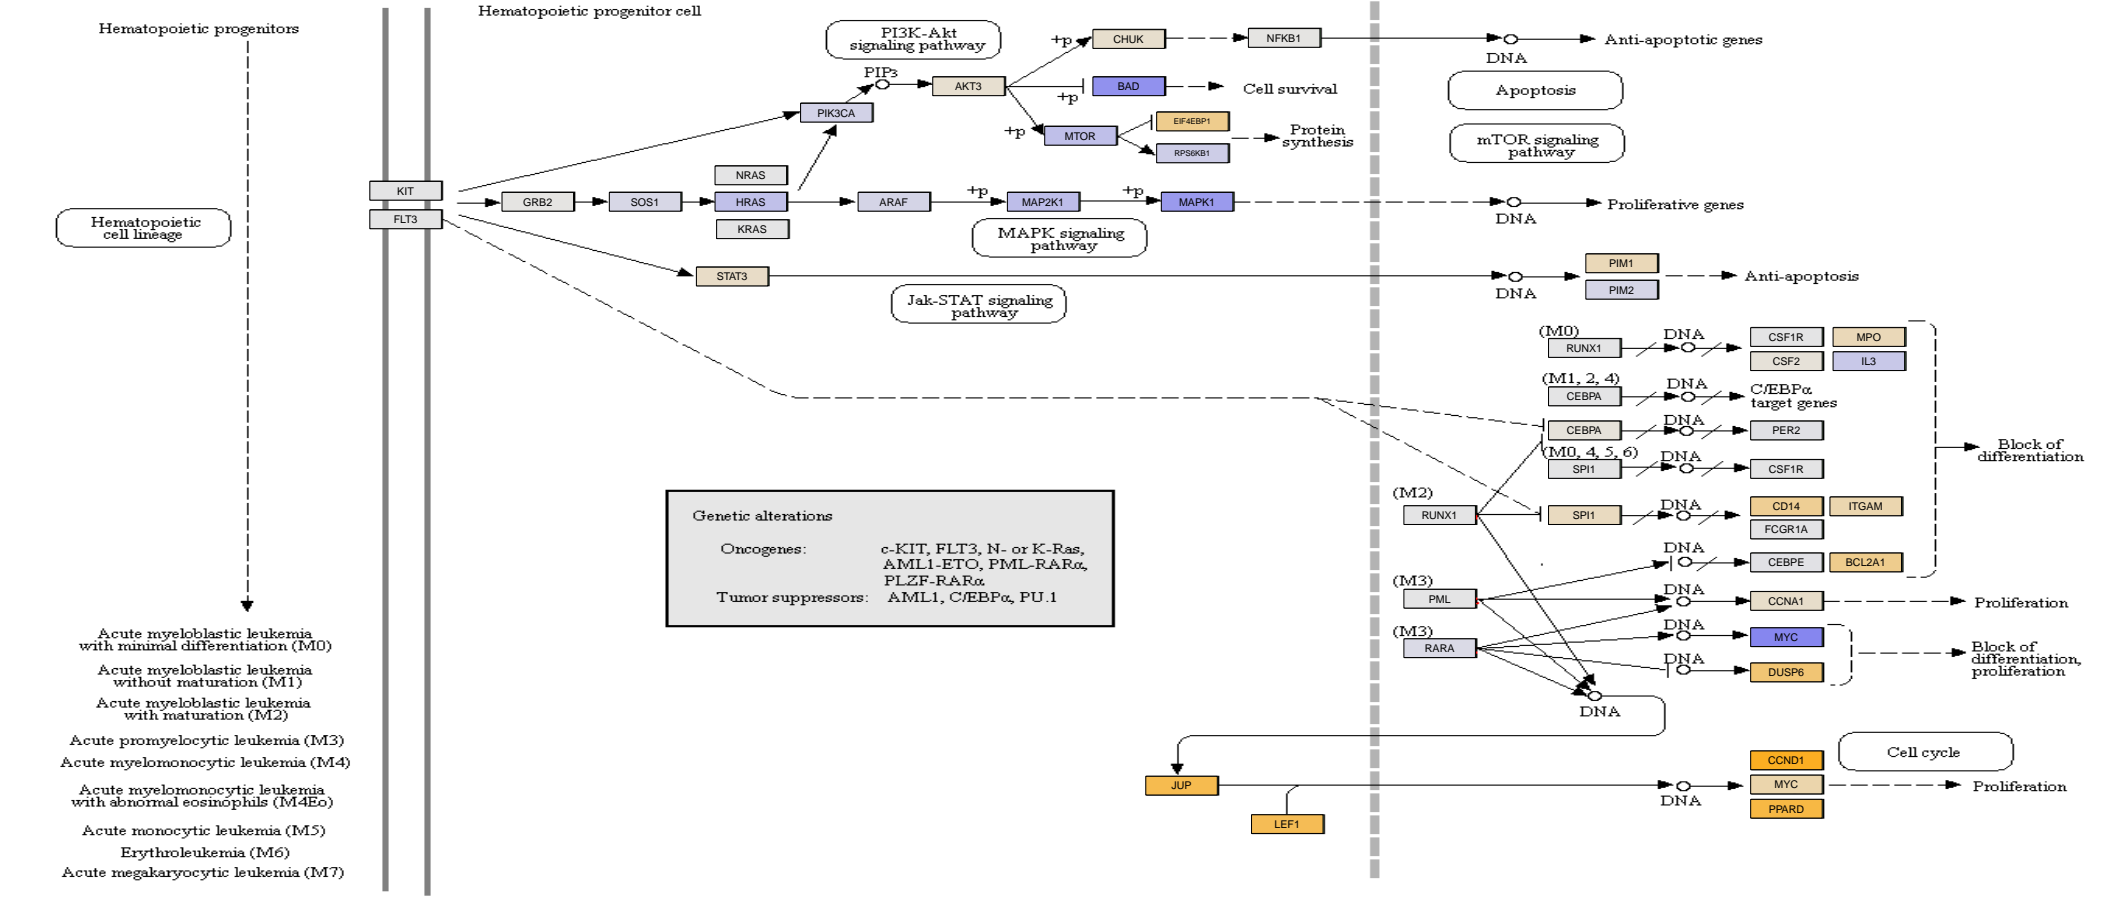 Hematopoietic progenitor cell
Hematopoietic progenitors
Hematopoietic
cell lineage
Acute myeloblastic leukemia
with minimal differentiation (M0)
Acute myeloblastic leukemia
without maturation (M1)
Acute myeloblastic leukemia
with maturation (M2)
Acute promyelocytic leukemia (M3)
Acute myelomonocytic leukemia (M4)
Acute myelomonocytic leukemia
with abnormal eosinophils (M4Eo)
Acute monocytic leukemia (M5)
Erythroleukemia (M6)
Acute megakaryocytic leukemia (M7)
KIT
FLT3
PI3K-Akt
signaling pathway
PIP3
PIK3CA
AKT3
+p
CHUK
NFKB1
DNA
Anti-apoptotic genes
+p
BAD
Cell survival
Apoptosis
+p
MTOR
EIF4EBP1
RPS6KB1
Protein
synthesis
mTOR signaling
pathway
GRB2
SOS1
NRAS
HRAS
KRAS
ARAF
+p
MAP2K1
+p
MAPK1
DNA
Proliferative genes
MAPK signaling
pathway
STAT3
DNA
PIM1
PIM2
Anti-apoptosis
Jak-STAT signaling
pathway
(M0)
RUNX1
DNA
CSF1R
MPO
CSF2
IL3
(M1, 2, 4)
CEBPA
DNA
C/EBPα
target genes
CEBPA
DNA
PER2
(M0, 4, 5, 6)
SPI1
DNA
CSF1R
Block of
differentiation
(M2)
RUNX1
SPI1
DNA
CD14
ITGAM
FCGR1A
DNA
CEBPE
BCL2A1
(M3)
PML
DNA
CCNA1
Proliferation
(M3)
RARA
DNA
MYC
DNA
DUSP6
Block of
differentiation,
proliferation
DNA
Genetic alterations
Oncogenes: c-KIT, FLT3, N- or K-Ras,
AML1-ETO, PML-RARα,
PLZF-RARα
Tumor suppressors: AML1, C/EBPα, PU.1
JUP
LEF1
DNA
CCND1
MYC
PPARD
Cell cycle
Proliferation